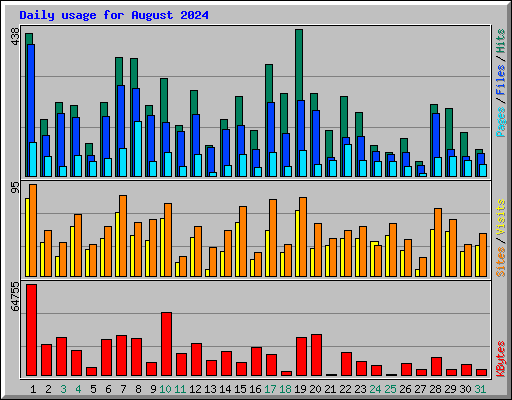 Daily usage for August 2024
438
Pages / Files / Hits
95
Sites / Visits
64755
KBytes
1 2 3 4 5 6 7 8 9 10 11 12 13 14 15 16 17 18 19 20 21 22 23 24 25 26 27 28 29 30 31